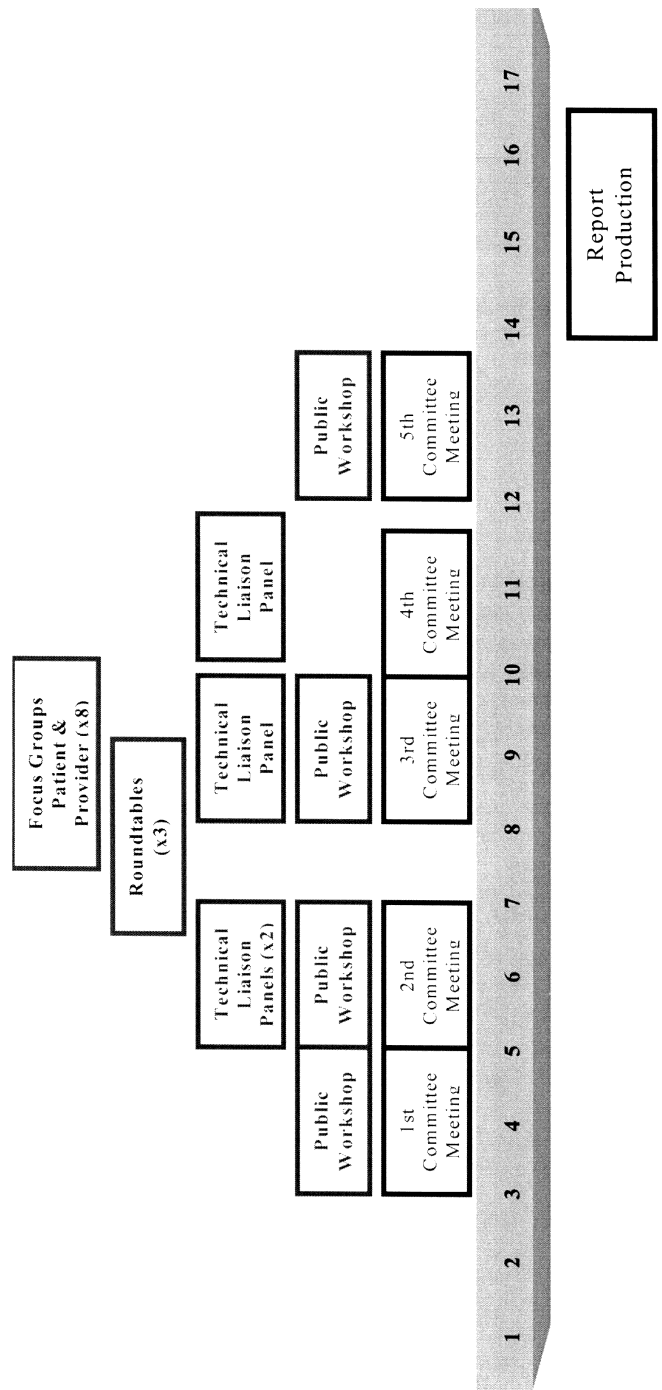 Focus Groups
Patient &
Provider (x8)
Roundtables
(x3)
Technical
Liaison
Panels (x2)
Technical
Liaison
Panel
Technical
Liaison
Panel
Public
Workshop
Public
Workshop
Public
Workshop
Public
Workshop
1st
Committee
Meeting
2nd
Committee
Meeting
3rd
Committee
Meeting
4th
Committee
Meeting
5th
Committee
Meeting
1 2 3 4 5 6 7 8 9 10 11 12 13 14 15 16 17
Report
Production